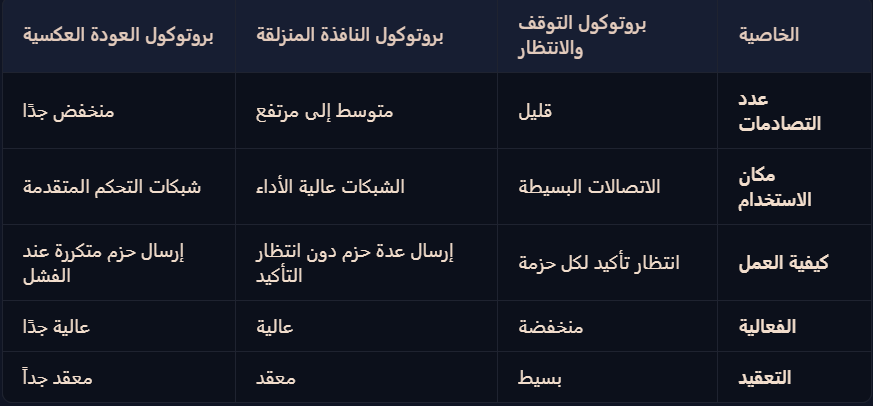 الخاصية
بروتوكول التوقف
والانتظار
بروتوكول النافذة المنزلقة
بروتوكول العودة العكسية
عدد
التصادمات
قليل
متوسط إلى مرتفع
منخفض جدًا
مكان
الاستخدام
الاتصالات البسيطة
الشبكات عالية الأداء
شبكات التحكم المتقدمة
كيفية العمل
انتظار تأكيد لكل حزمة
إرسال عدة حزم دون انتظار
التأكيد
إرسال حزم متكررة عند
الفشل
الفعالية
منخفضة
عالية
عالية جدًا
التعقيد
بسيط
معقد
معقد جداً